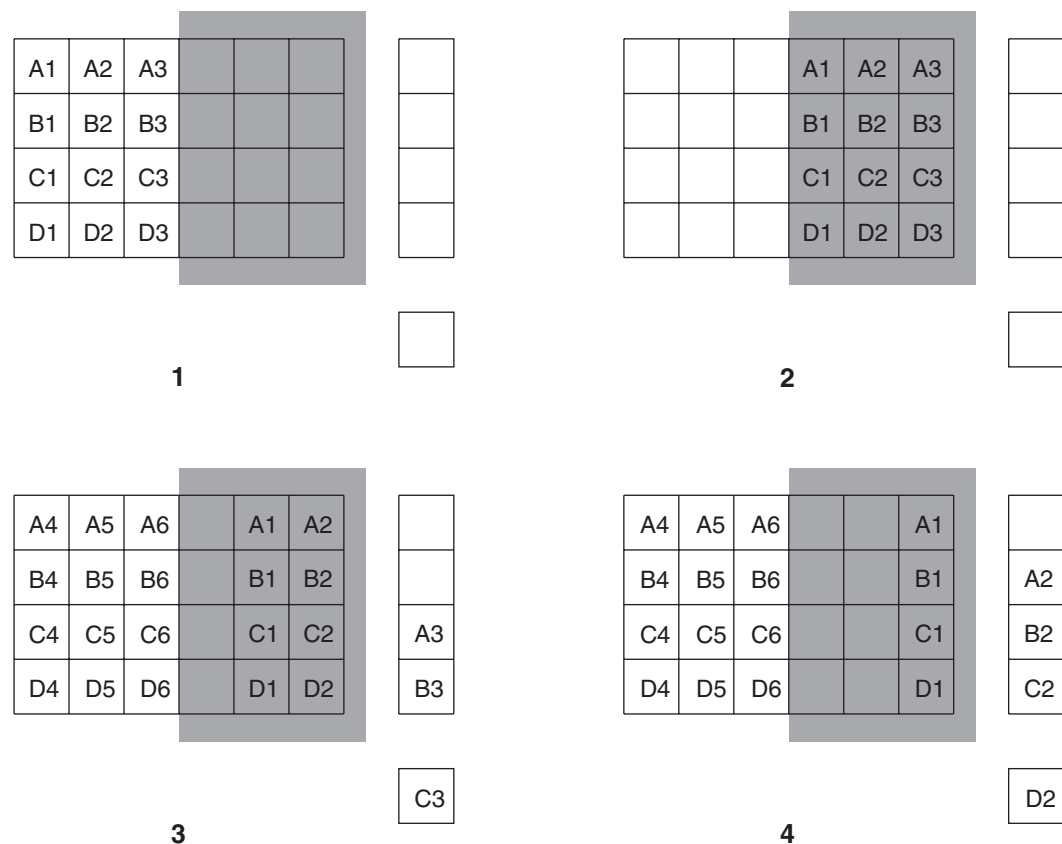 A1 A2 A3
B1 B2 B3
C1 C2 C3
D1 D2 D3
1
A1 A2 A3
B1 B2 B3
C1 C2 C3
D1 D2 D3
2
A4 A5 A6 A1 A2
B4 B5 B6 B1 B2
C4 C5 C6 C1 C2 A3
D4 D5 D6 D1 D2 B3
C3
3
A4 A5 A6 A1
B4 B5 B6 B1 A2
C4 C5 C6 C1 B2
D4 D5 D6 D1 C2
D2
4